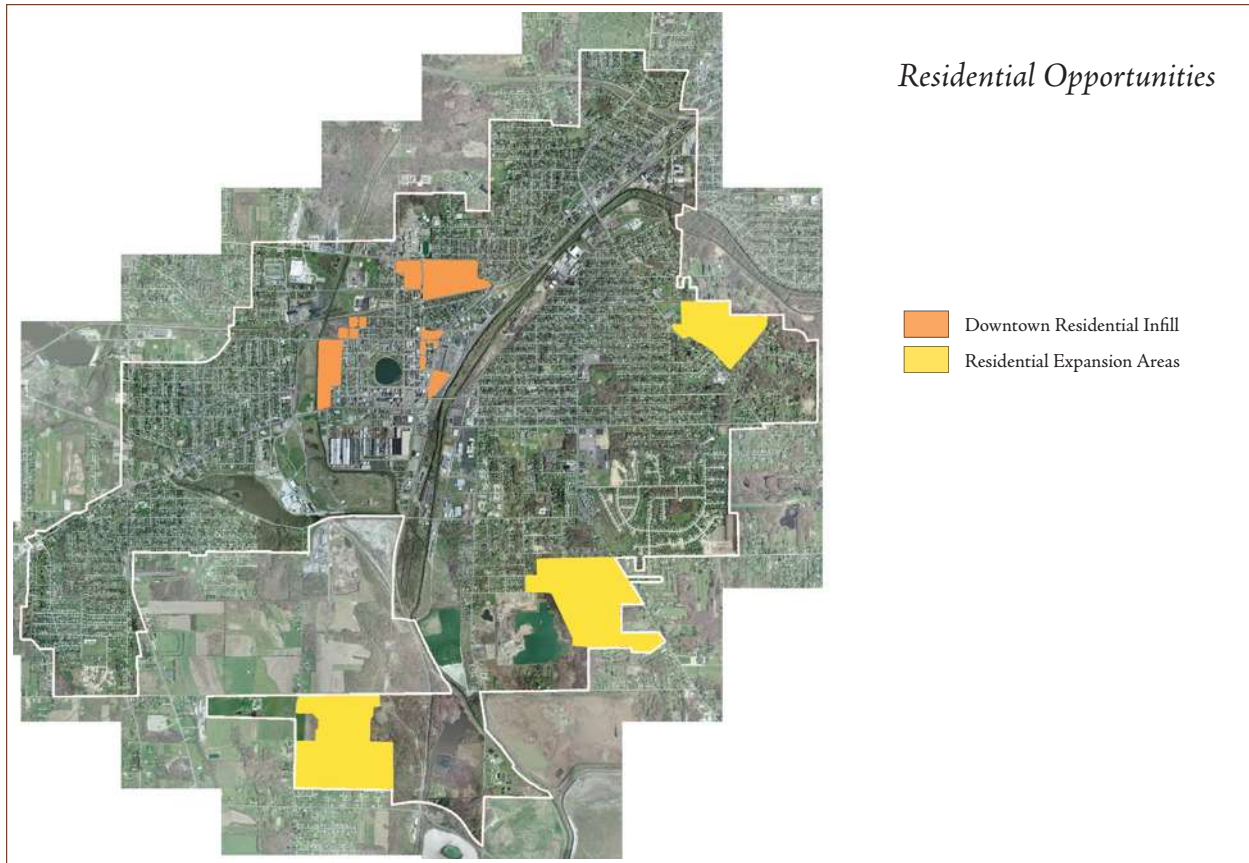 Residential Opportunities
Downtown Residential Infill
Residential Expansion Areas